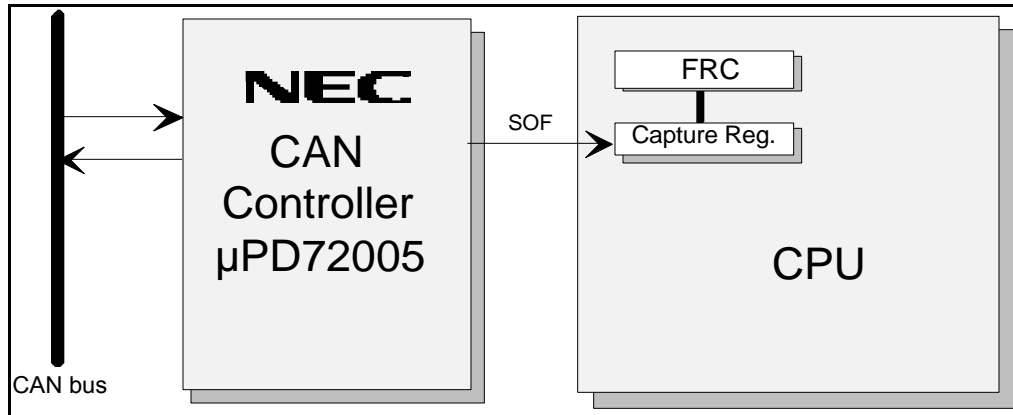 NEC
CAN
Controller
µPD72005
SOF
FRC
Capture Reg.
CPU
CAN bus